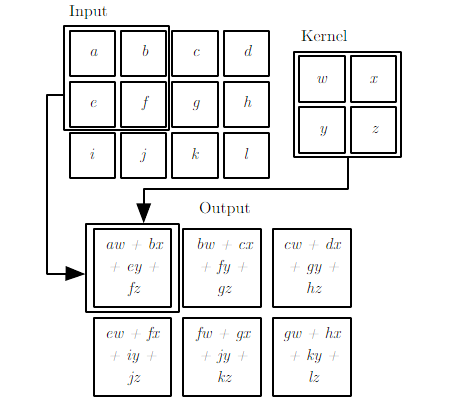 Input
a b c d
Kernel
w x
e f g h
y z
i j k l
Output
aw + bx bw + cx cw + dx
+ ey + + fy + + gy +
fz gz hz
ew + fx fw + gx gw + hx
+ iy + + jy + + ky +
jz kz lz